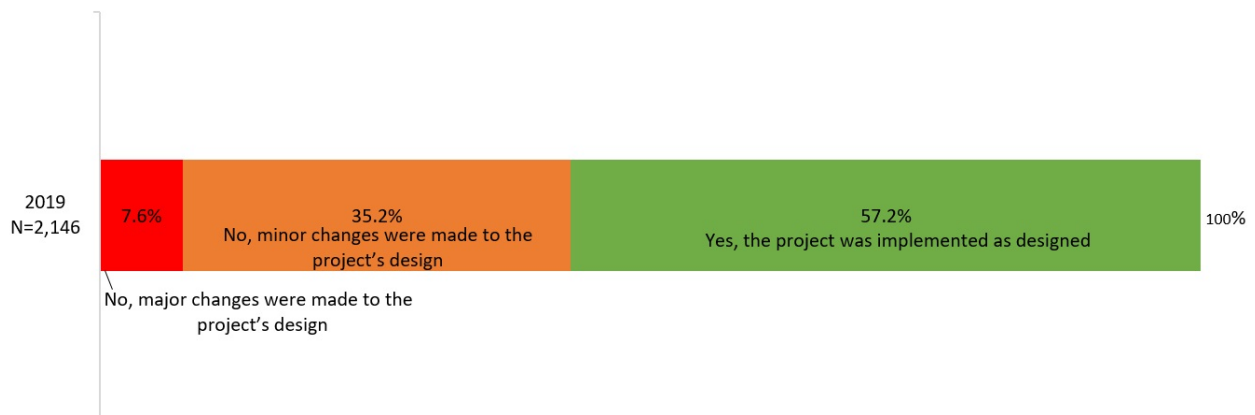 2019
N=2,146
7.6%
35.2%
No, minor changes were made to the
project’s design
57.2%
Yes, the project was implemented as designed
100%
No, major changes were made to the
project’s design